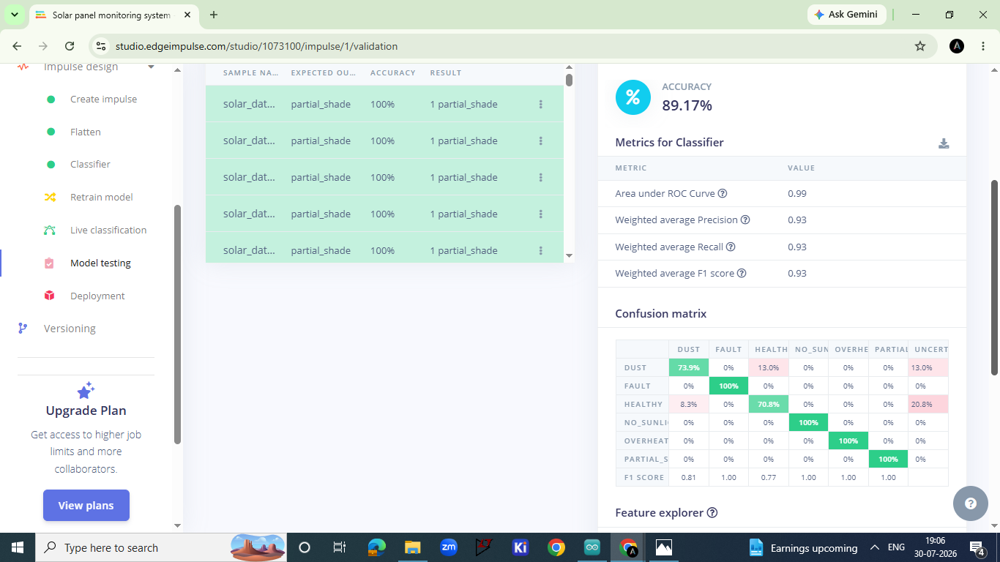 Solar panel monitoring system
Ask Gemini
studio.edgeimpulse.com/studio/1073100/impulse/1/validation
A
Impulse design
Create impulse
Flatten
Classifier
Retrain model
Live classification
Model testing
Deployment
Versioning
Upgrade Plan
Get access to higher job
limits and more
collaborators.
View plans
SAMPLE NA... EXPECTED OU... ACCURACY RESULT
solar_dat... partial_shade 100% 1 partial_shade
solar_dat... partial_shade 100% 1 partial_shade
solar_dat... partial_shade 100% 1 partial_shade
solar_dat... partial_shade 100% 1 partial_shade
solar_dat... partial_shade 100% 1 partial_shade
%
ACCURACY
89.17%
Metrics for Classifier
METRIC VALUE
Area under ROC Curve ? 0.99
Weighted average Precision ? 0.93
Weighted average Recall ? 0.93
Weighted average F1 score ? 0.93
Confusion matrix
DUST FAULT HEALTH NO_SUN OVERHE PARTIAL UNCERT
DUST 73.9% 0% 13.0% 0% 0% 0% 13.0%
FAULT 0% 100% 0% 0% 0% 0% 0%
HEALTHY 8.3% 0% 70.8% 0% 0% 0% 20.8%
NO_SUNLI 0% 0% 0% 100% 0% 0% 0%
OVERHEAT 0% 0% 0% 0% 100% 0% 0%
PARTIAL_S 0% 0% 0% 0% 0% 100% 0%
F1 SCORE 0.81 1.00 0.77 1.00 1.00 1.00
Feature explorer ?
?
Type here to search
zm
Ki
A
Earnings upcoming
ENG
19:06
30-07-2026
4